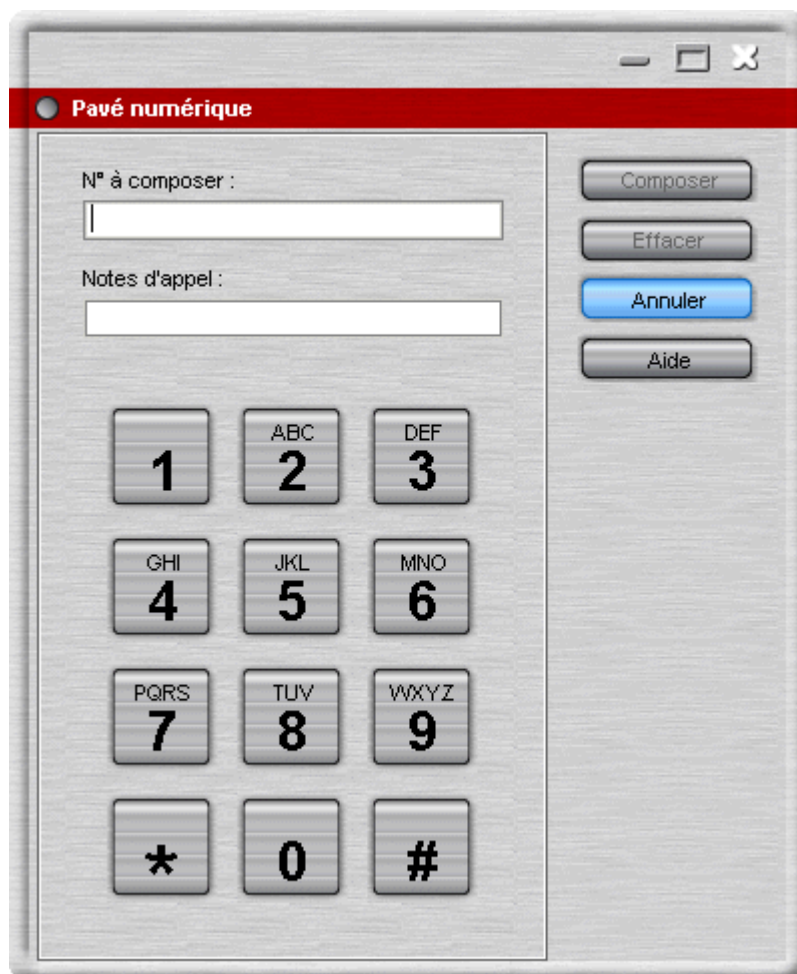 Pavé numérique
N° à composer :
Composer
Effacer
Notes d'appel :
Annuler
Aide
1
ABC
2
DEF
3
GHI
4
JKL
5
MNO
6
PQRS
7
TUV
8
WXYZ
9
*
0
#